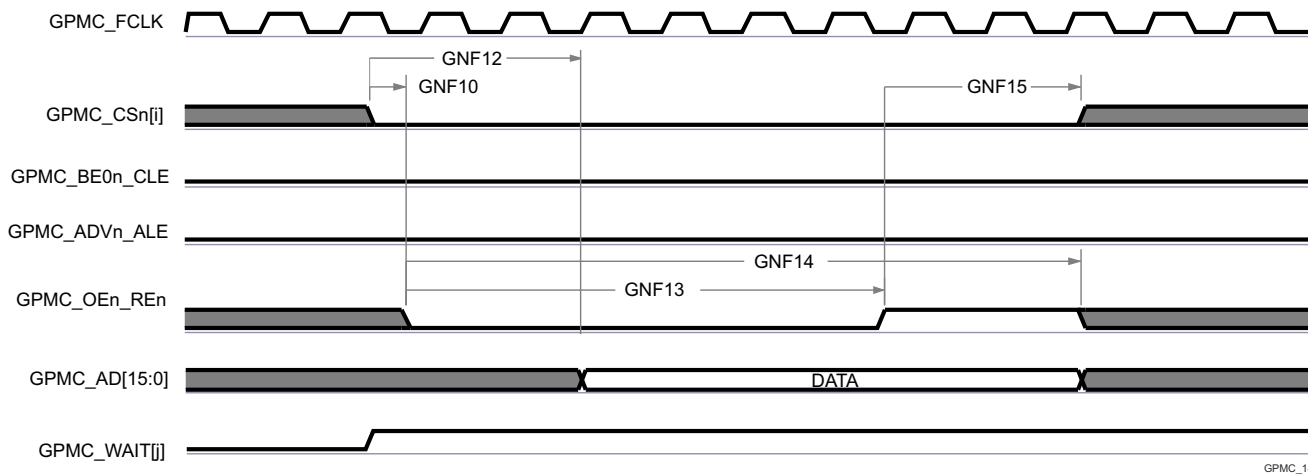 GPMC_FCLK
GNF12
GNF10
GNF15
GPMC_CSn[i]
GPMC_BE0n_CLE
GPMC_ADVn_ALE
GNF14
GNF13
GPMC_OEn_REn
GPMC_AD[15:0]
DATA
GPMC_WAIT[j]
GPMC_1